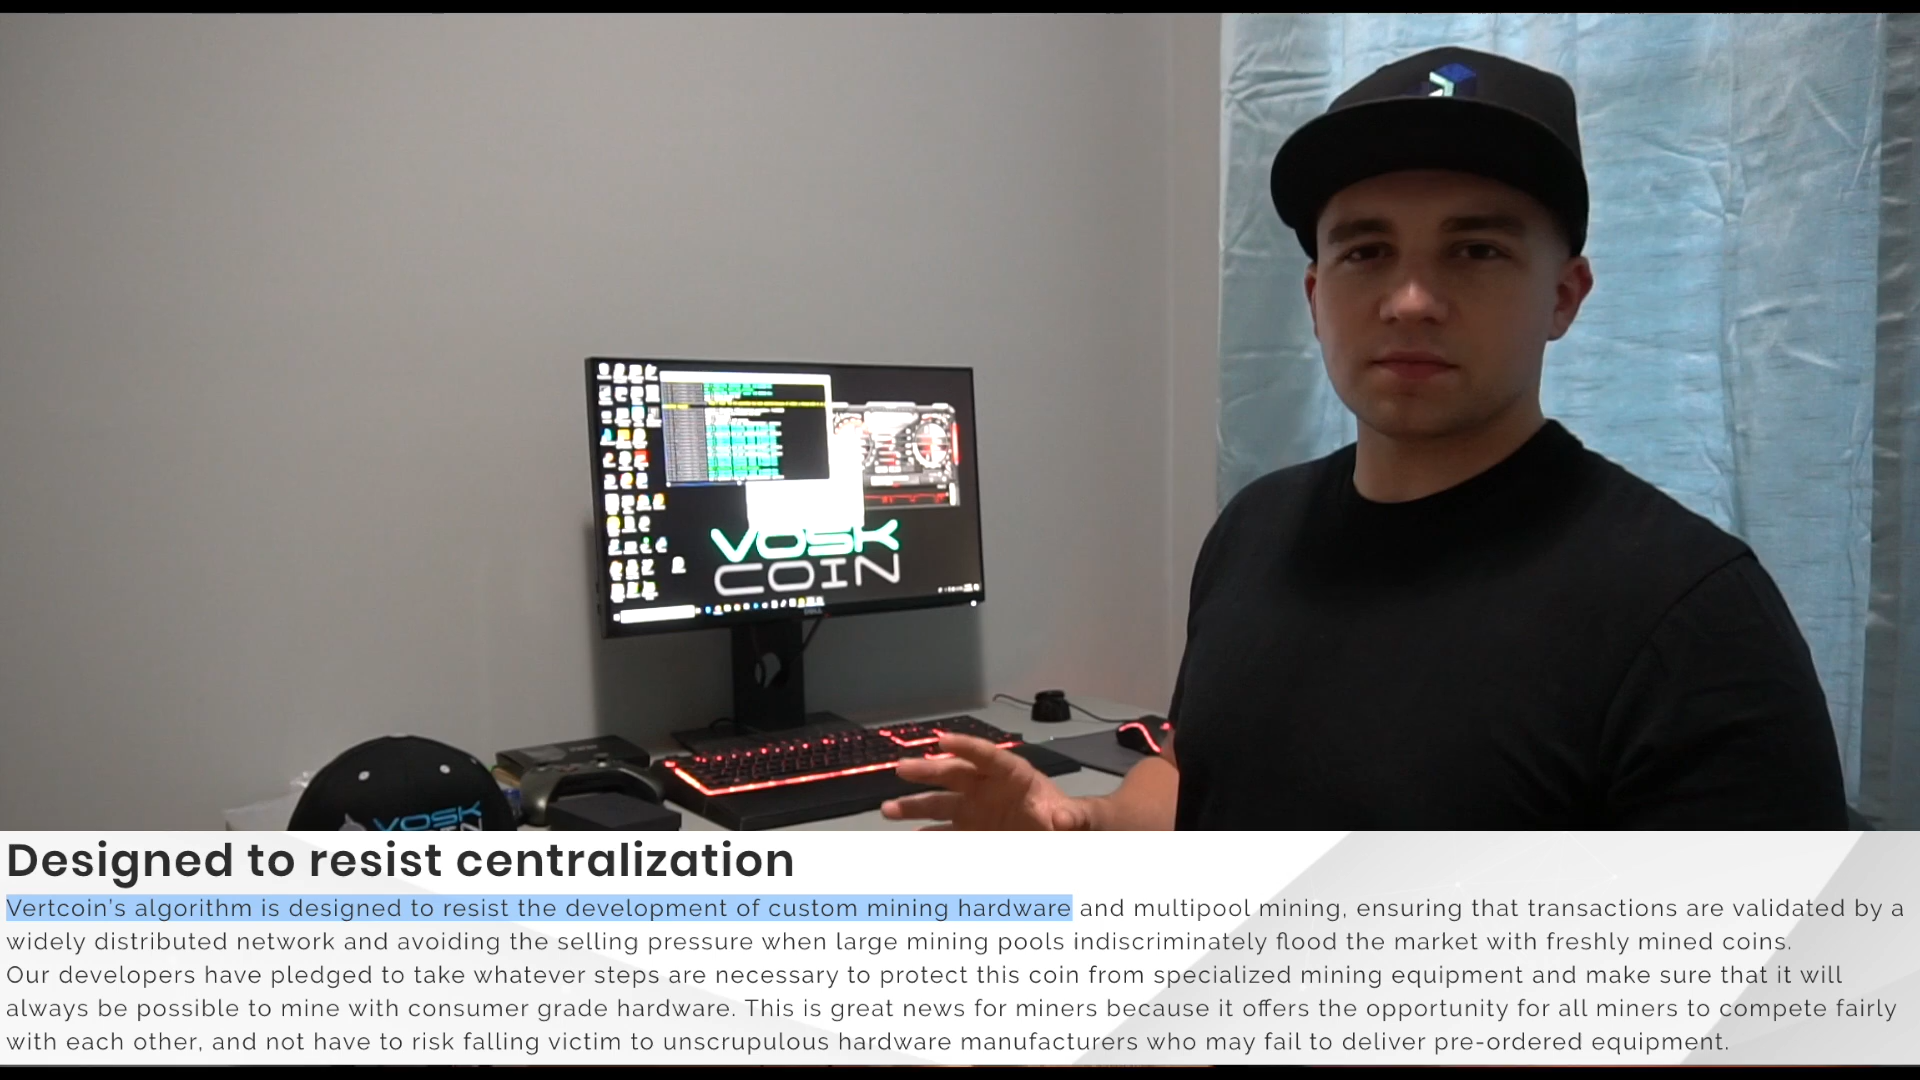 VOSK
COIN
DELL
VOSK
Designed to resist centralization
Vertcoin's algorithm is designed to resist the development of custom mining hardware and multipool mining, ensuring that transactions are validated by a
widely distributed network and avoiding the selling pressure when large mining pools indiscriminately flood the market with freshly mined coins.
Our developers have pledged to take whatever steps are necessary to protect this coin from specialized mining equipment and make sure that it will
always be possible to mine with consumer grade hardware. This is great news for miners because it offers the opportunity for all miners to compete fairly
with each other, and not have to risk falling victim to unscrupulous hardware manufacturers who may fail to deliver pre-ordered equipment.